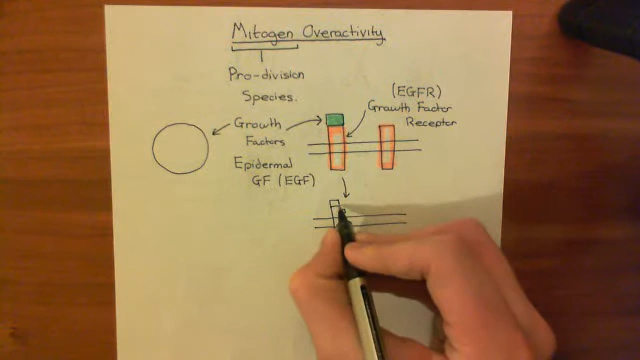 Mitogen Overactivity
Pro-division
Species.
(EGFR)
Growth Factor
Receptor
Growth
Factors
Epidermal
GF (EGF)